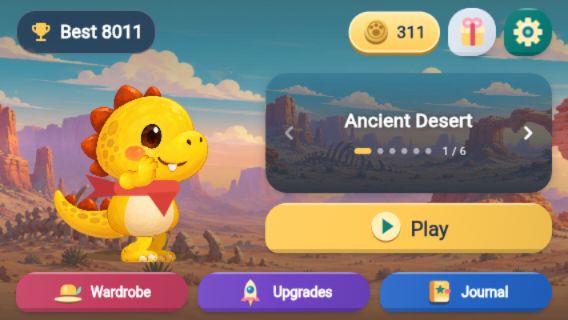 Best 8011
311
Ancient Desert
1 / 6
Play
Wardrobe
Upgrades
Journal